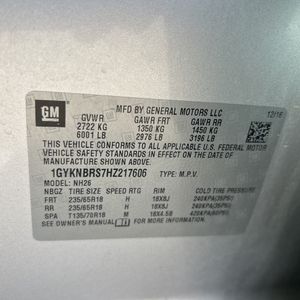 GM
MFD BY GENERAL MOTORS LLC 12/16
GVWR GAWR FRT GAWR RR
2722 KG 1350 KG 1450 KG
6001 LB 2976 LB 3196 LB
THIS VEHICLE CONFORMS TO ALL APPLICABLE U.S. FEDERAL MOTOR
VEHICLE SAFETY AND THEFT PREVENTION STANDARDS IN EFFECT ON THE DATE OF
MANUFACTURE SHOWN ABOVE.
1GYKNBRS7HZ217606 TYPE: M.P.V.
MODEL: NH26
NBGZ TIRE SIZE SPEED RTG RIM COLD TIRE PRESSURE
FRT 235/65R18 H 18X8J 240KPA(35PSI)
RR 235/65R18 H 18X8J 240KPA(35PSI)
SPA T135/70R18 M 18X4.5B 420KPA(60PSI)
SEE OWNER'S MANUAL